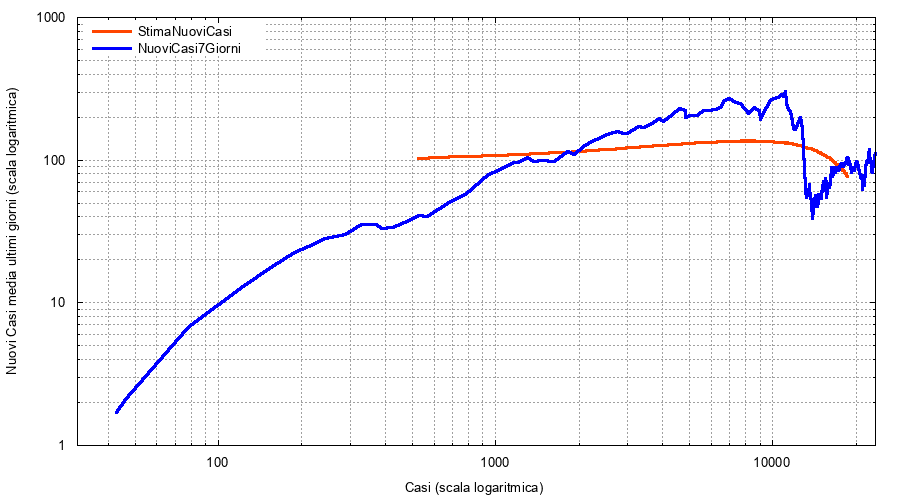 1000
StimaNuoviCasi
NuoviCasi7Giorni
100
10
1
100
1000
10000
Nuovi Casi media ultimi giorni (scala logaritmica)
Casi (scala logaritmica)